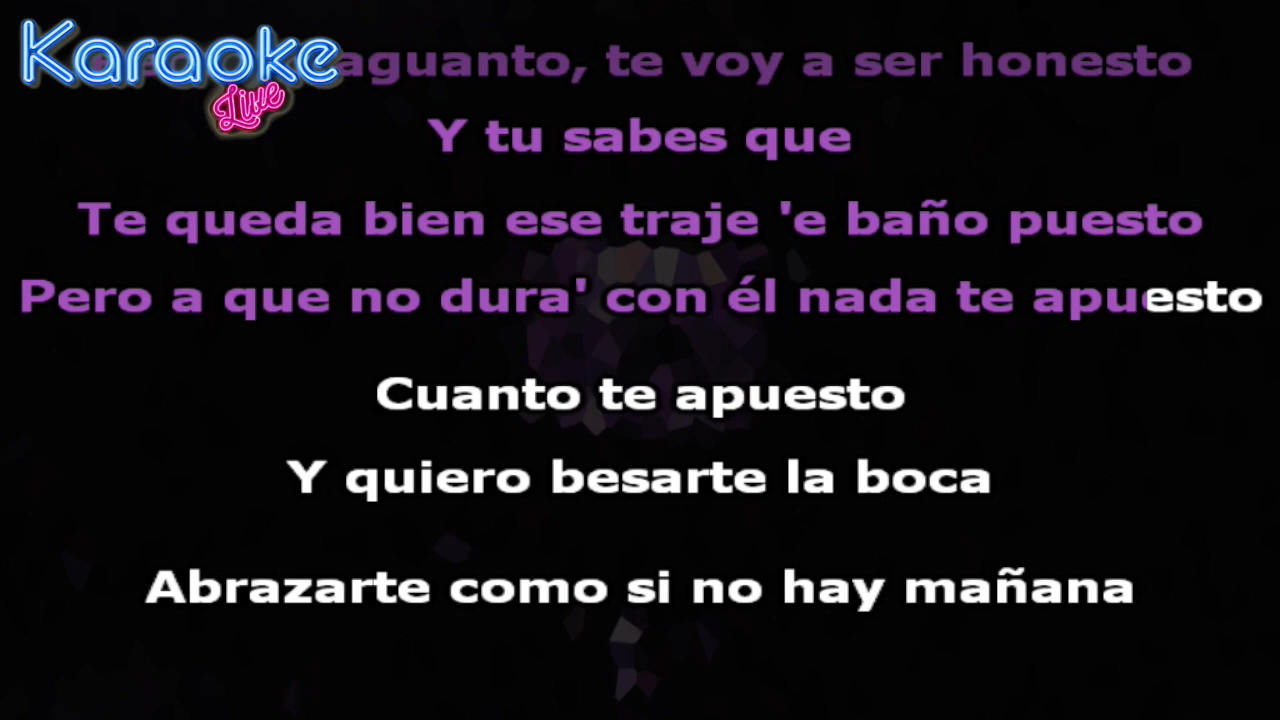 Karaoke
Live
aguanto, te voy a ser honesto
Y tu sabes que
Te queda bien ese traje 'e baño puesto
Pero a que no dura' con él nada te apuesto
Cuanto te apuesto
Y quiero besarte la boca
Abrazarte como si no hay mañana